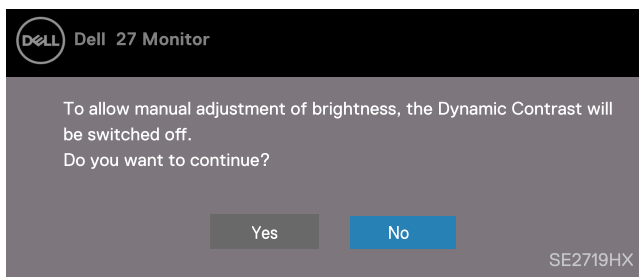 DELL
Dell 27 Monitor
To allow manual adjustment of brightness, the Dynamic Contrast will
be switched off.
Do you want to continue?
Yes
No
SE2719HX